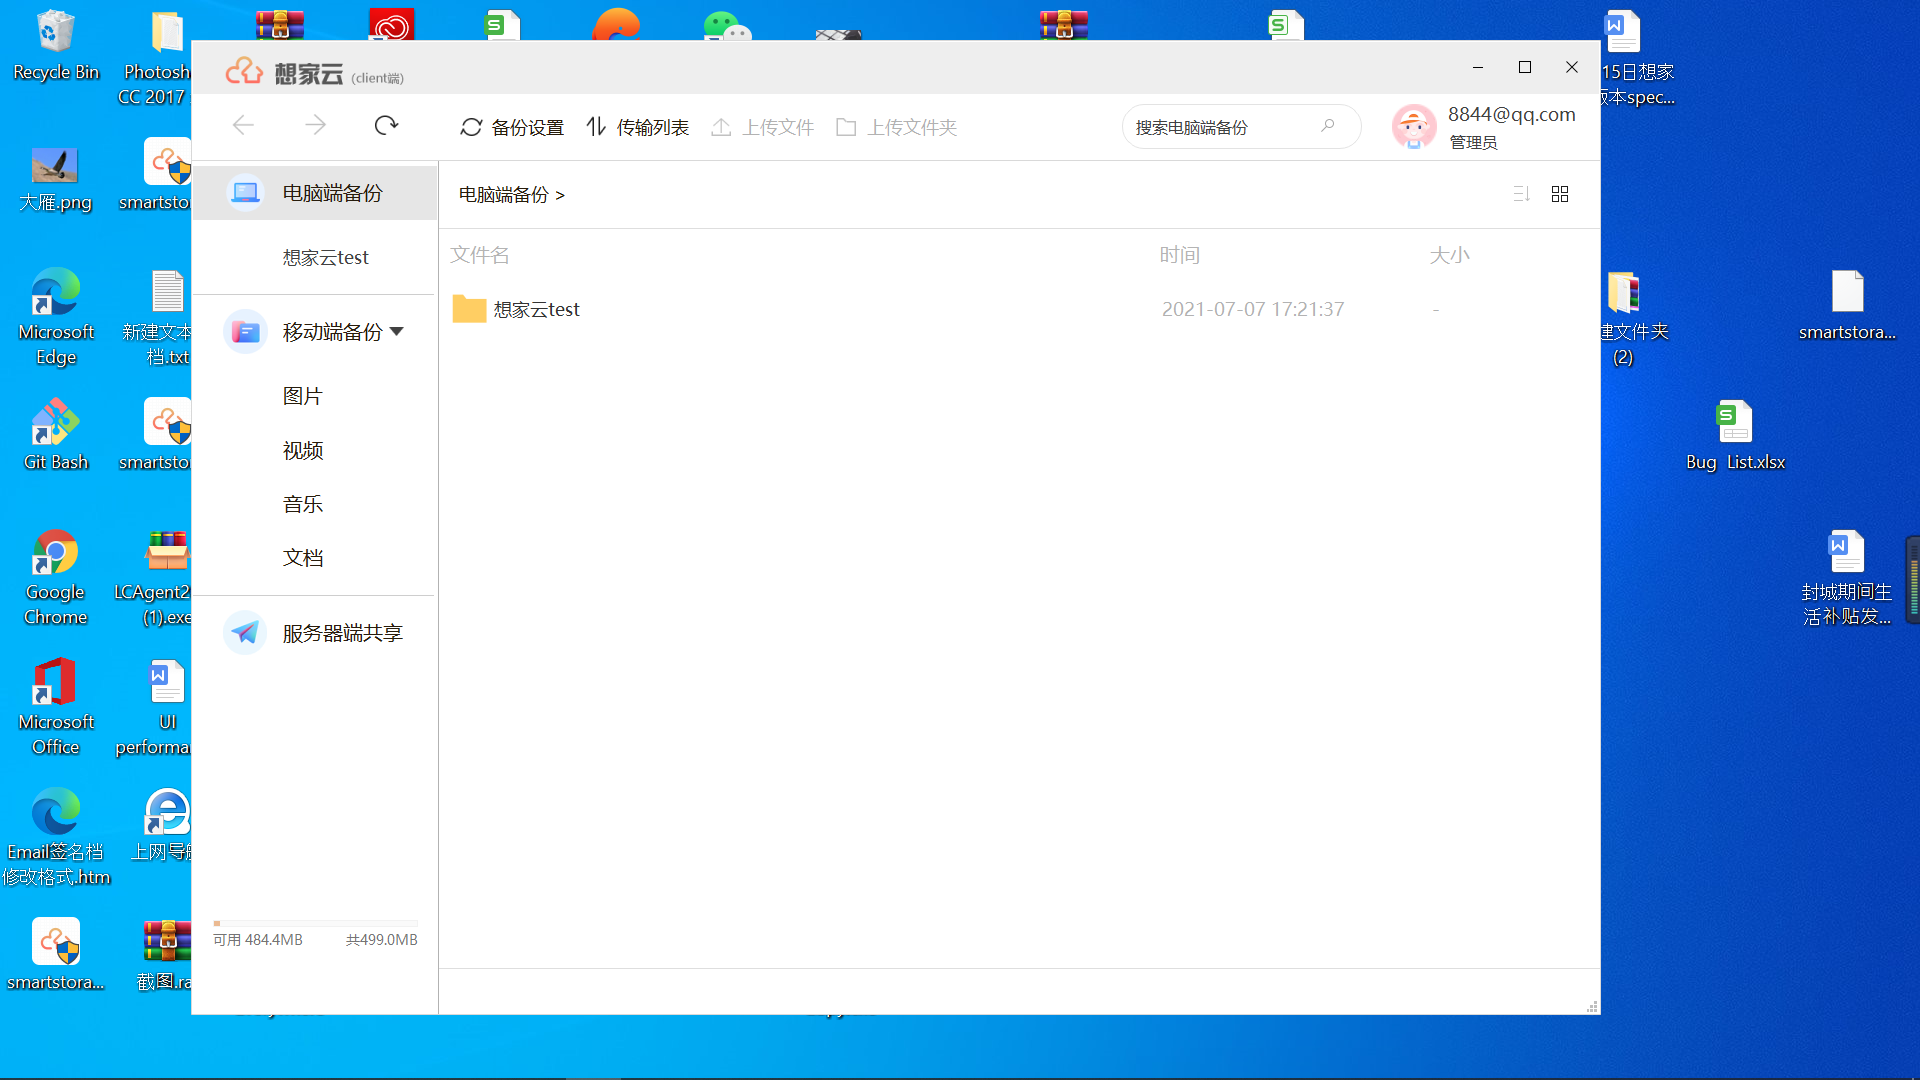 Recycle Bin
Photosh
CC 2017
15日想家
版本spec...
想家云 (client端)
备份设置
传输列表
上传文件
上传文件夹
搜索电脑端备份
8844@qq.com
管理员
大雁.png
smartsto
电脑端备份
电脑端备份 >
想家云test
文件名
时间
大小
想家云test
2021-07-07 17:21:37
-
Microsoft
Edge
新建文本
档.txt
移动端备份
建文件夹
(2)
smartstora...
图片
视频
音乐
文档
Git Bash
smartsto
Bug List.xlsx
Google
Chrome
LCAgent2
(1).exe
服务器端共享
封城期间生
活补贴发...
Microsoft
Office
UI
performa
Email签名档
修改格式.htm
上网导航
可用 484.4MB
共499.0MB
smartstora...
截图.ra